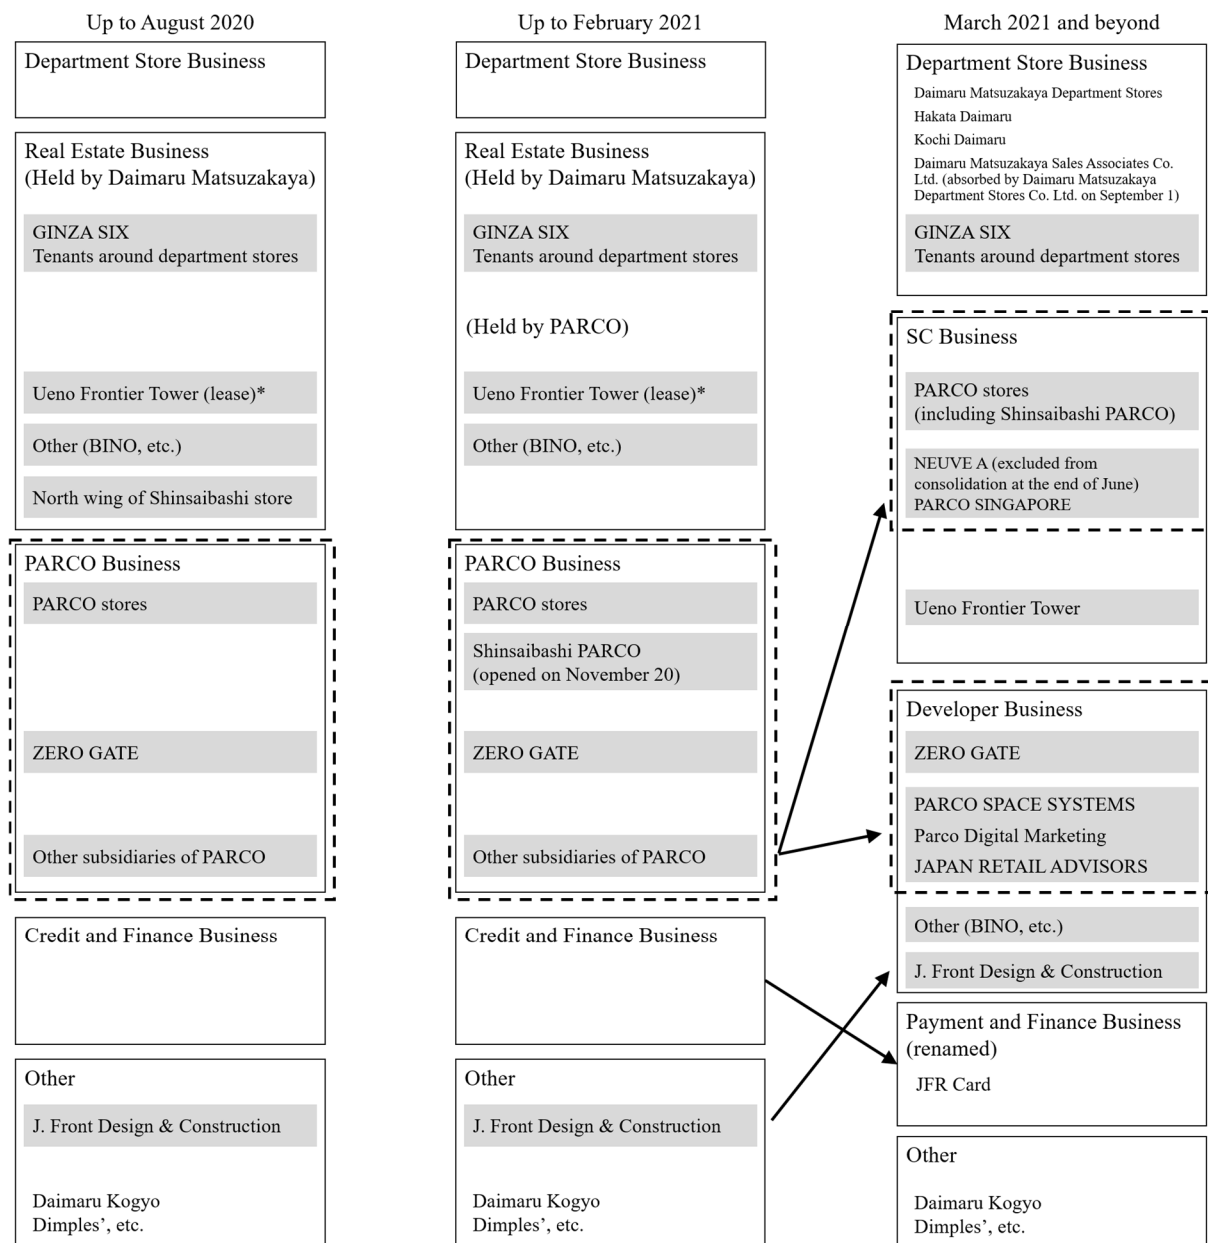 Up to August 2020
Department Store Business
Real Estate Business
(Held by Daimaru Matsuzakaya)
GINZA SIX
Tenants around department stores
Ueno Frontier Tower (lease)*
Other (BINO, etc.)
North wing of Shinsaibashi store
PARCO Business
PARCO stores
ZERO GATE
Other subsidiaries of PARCO
Credit and Finance Business
Other
J. Front Design & Construction
Daimaru Kogyo
Dimples’, etc.
Up to February 2021
Department Store Business
Real Estate Business
(Held by Daimaru Matsuzakaya)
GINZA SIX
Tenants around department stores
(Held by PARCO)
Ueno Frontier Tower (lease)*
Other (BINO, etc.)
PARCO Business
PARCO stores
Shinsaibashi PARCO
(opened on November 20)
ZERO GATE
Other subsidiaries of PARCO
Credit and Finance Business
Other
J. Front Design & Construction
Daimaru Kogyo
Dimples’, etc.
March 2021 and beyond
Department Store Business
Daimaru Matsuzakaya Department Stores
Hakata Daimaru
Kochi Daimaru
Daimaru Matsuzakaya Sales Associates Co.
Ltd. (absorbed by Daimaru Matsuzakaya
Department Stores Co. Ltd. on September 1)
GINZA SIX
Tenants around department stores
SC Business
PARCO stores
(including Shinsaibashi PARCO)
NEUVE A (excluded from
consolidation at the end of June)
PARCO SINGAPORE
Ueno Frontier Tower
Developer Business
ZERO GATE
PARCO SPACE SYSTEMS
Parco Digital Marketing
JAPAN RETAIL ADVISORS
Other (BINO, etc.)
J. Front Design & Construction
Payment and Finance Business
(renamed)
JFR Card
Other
Daimaru Kogyo
Dimples’, etc.